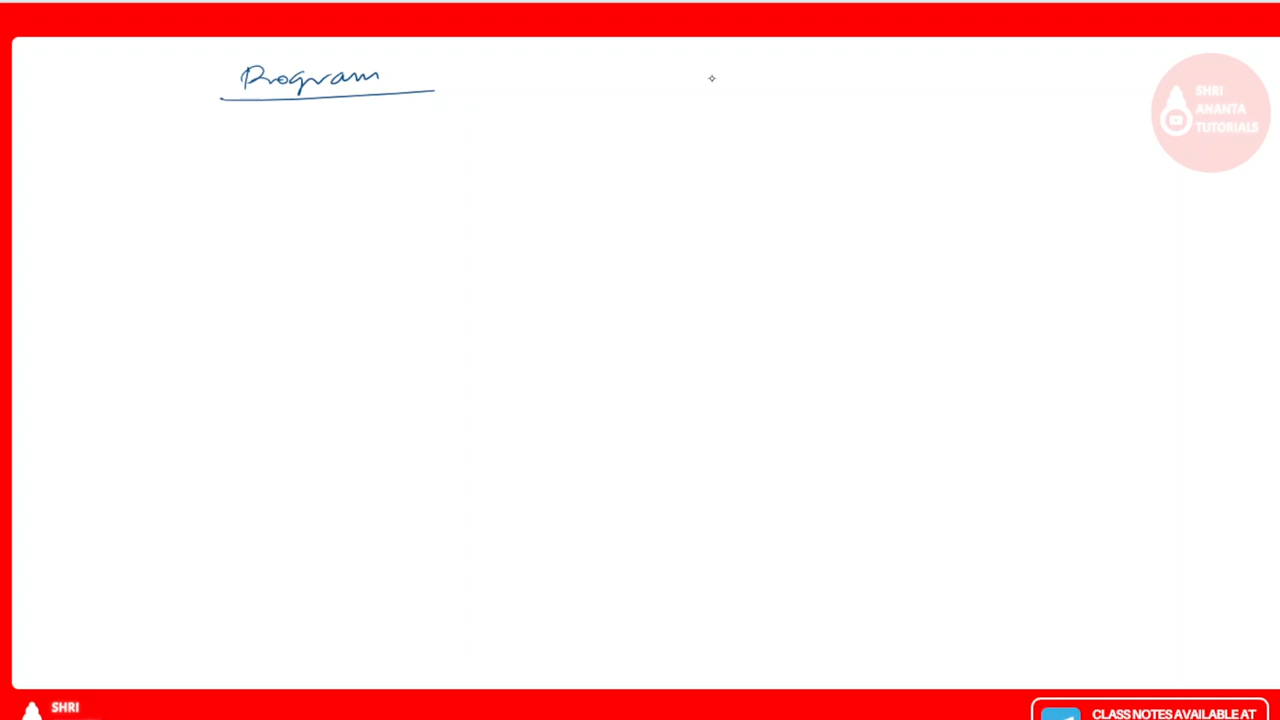 Program
SHRI
ANANTA
TUTORIALS
SHRI
CLASS NOTES AVAILABLE AT